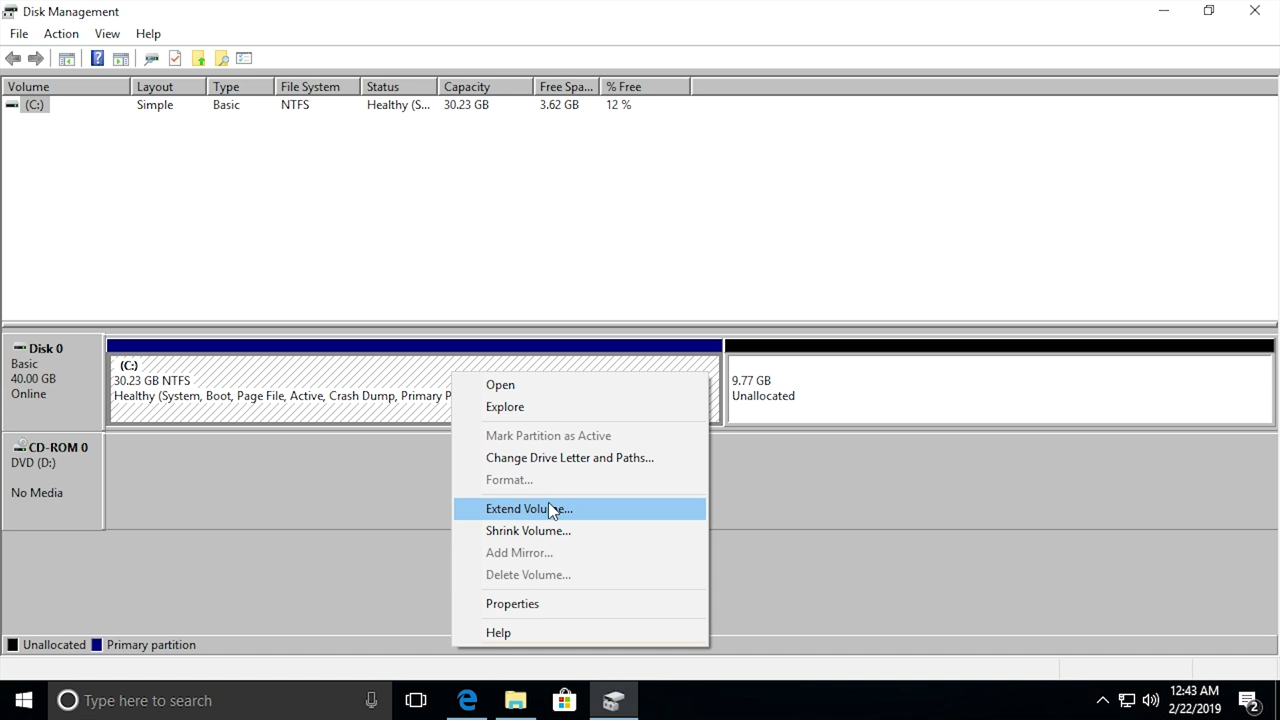 Disk Management
File Action View Help
Volume Layout Type File System Status Capacity Free Spa... % Free
(C:) Simple Basic NTFS Healthy (S... 30.23 GB 3.62 GB 12 %
Disk 0
Basic
40.00 GB
Online
(C:)
30.23 GB NTFS
Healthy (System, Boot, Page File, Active, Crash Dump, Primary P
9.77 GB
Unallocated
Open
Explore
Mark Partition as Active
Change Drive Letter and Paths...
Format...
Extend Volume...
Shrink Volume...
Add Mirror...
Delete Volume...
Properties
Help
CD-ROM 0
DVD (D:)
No Media
Unallocated Primary partition
Type here to search
12:43 AM
2/22/2019
2